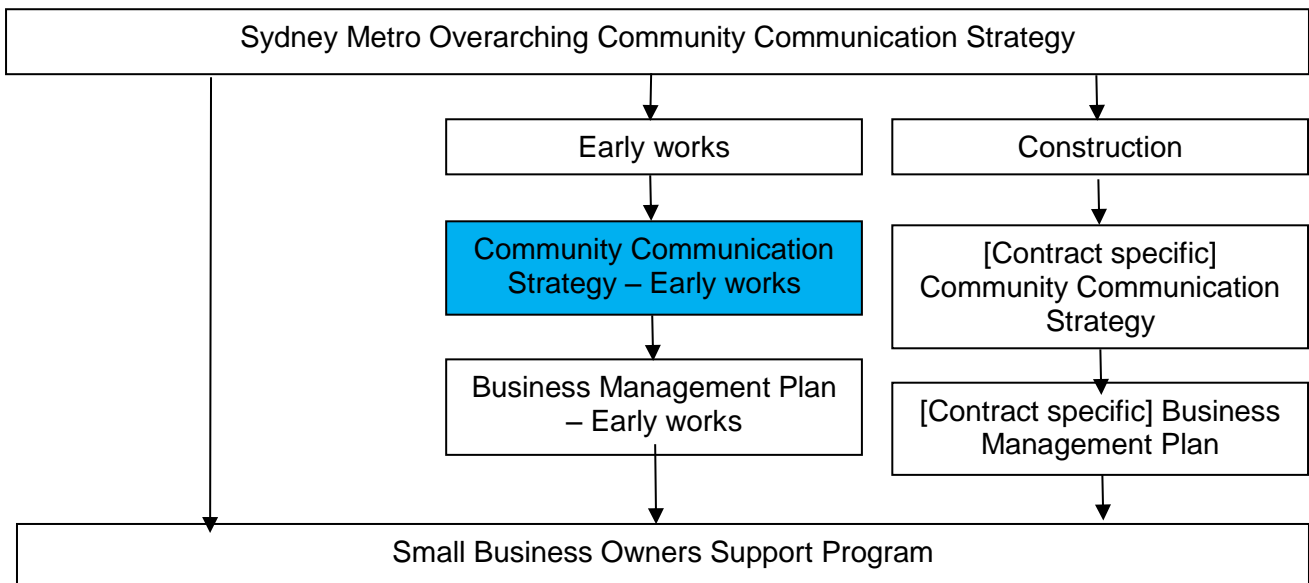 Sydney Metro Overarching Community Communication Strategy
Early works
Construction
Community Communication
Strategy – Early works
[Contract specific]
Community Communication
Strategy
Business Management Plan
– Early works
[Contract specific] Business
Management Plan
Small Business Owners Support Program